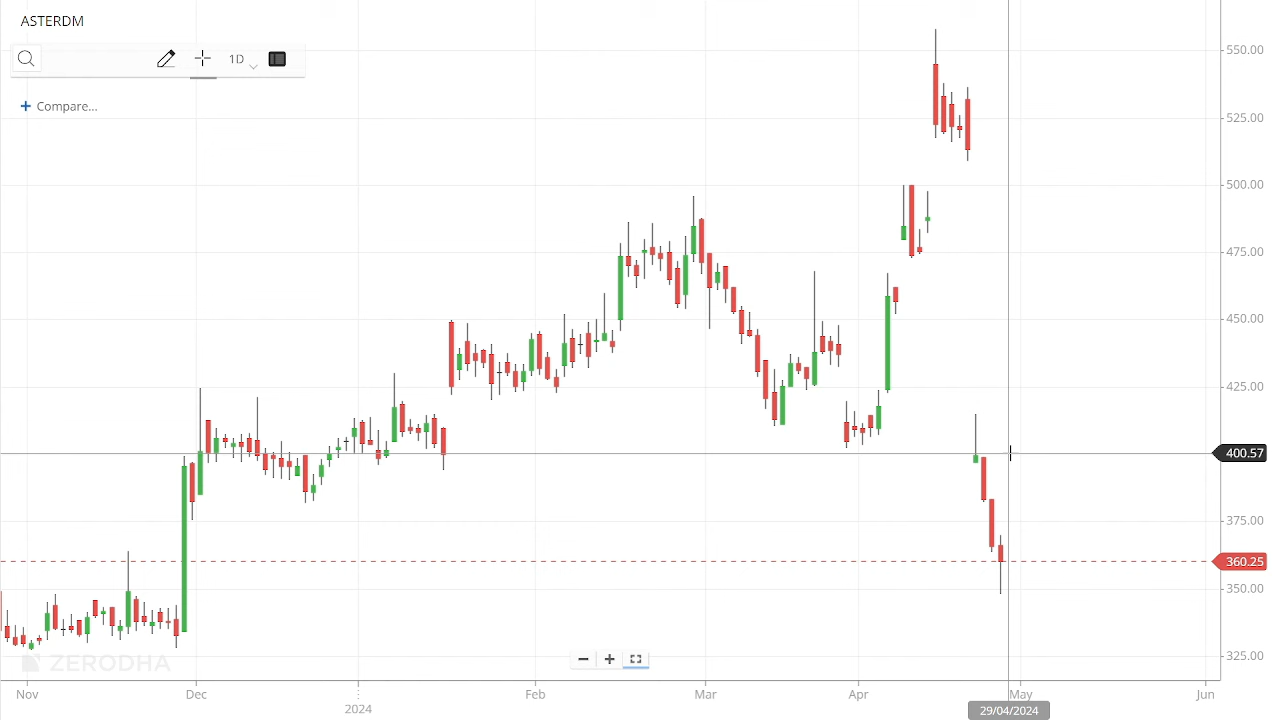 ASTERDM
1D
+ Compare...
550.00
525.00
500.00
475.00
450.00
425.00
400.57
375.00
360.25
350.00
325.00
ZERODHA
Nov Dec 2024 Feb Mar Apr May Jun
29/04/2024